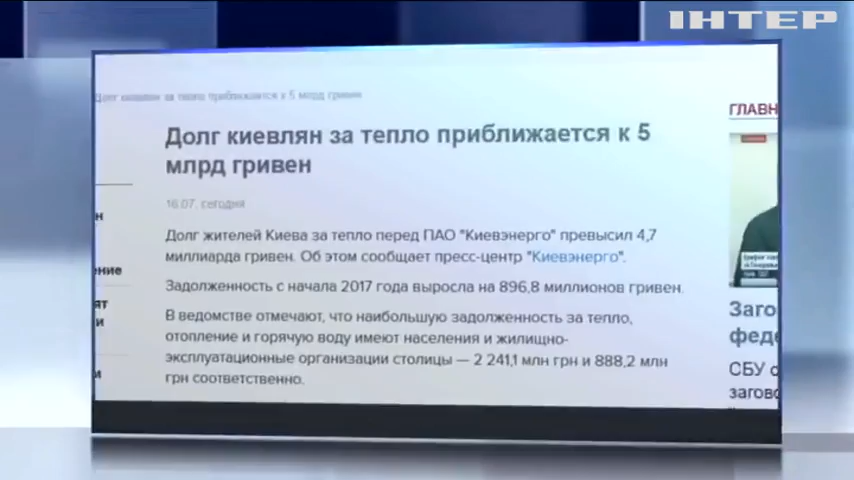 ІНТЕР
Долг киевлян за тепло приближается к 5 млрд гривен
ГЛАВН
Долг киевлян за тепло приближается к 5
млрд гривен
16:07, сегодня
Долг жителей Киева за тепло перед ПАО "Киевэнерго" превысил 4,7
миллиарда гривен. Об этом сообщает пресс-центр "Киевэнерго".
Задолженность с начала 2017 года выросла на 896,8 миллионов гривен.
В ведомстве отмечают, что наибольшую задолженность за тепло,
отопление и горячую воду имеют населения и жилищно-
эксплуатационные организации столицы — 2 241,1 млн грн и 888,2 млн
грн соответственно.
н
ение
ят
и
и
Заго
феде
СБУ с
загово